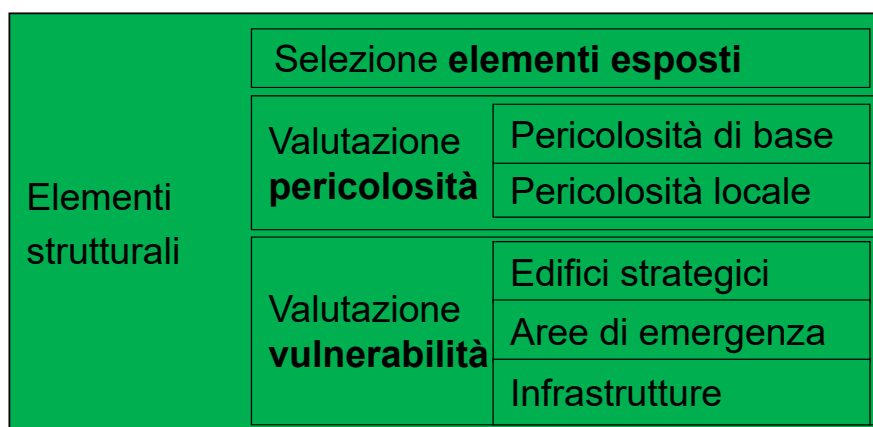 Elementi
strutturali
Selezione elementi esposti
Valutazione
pericolosità
Pericolosità di base
Pericolosità locale
Valutazione
vulnerabilità
Edifici strategici
Aree di emergenza
Infrastrutture